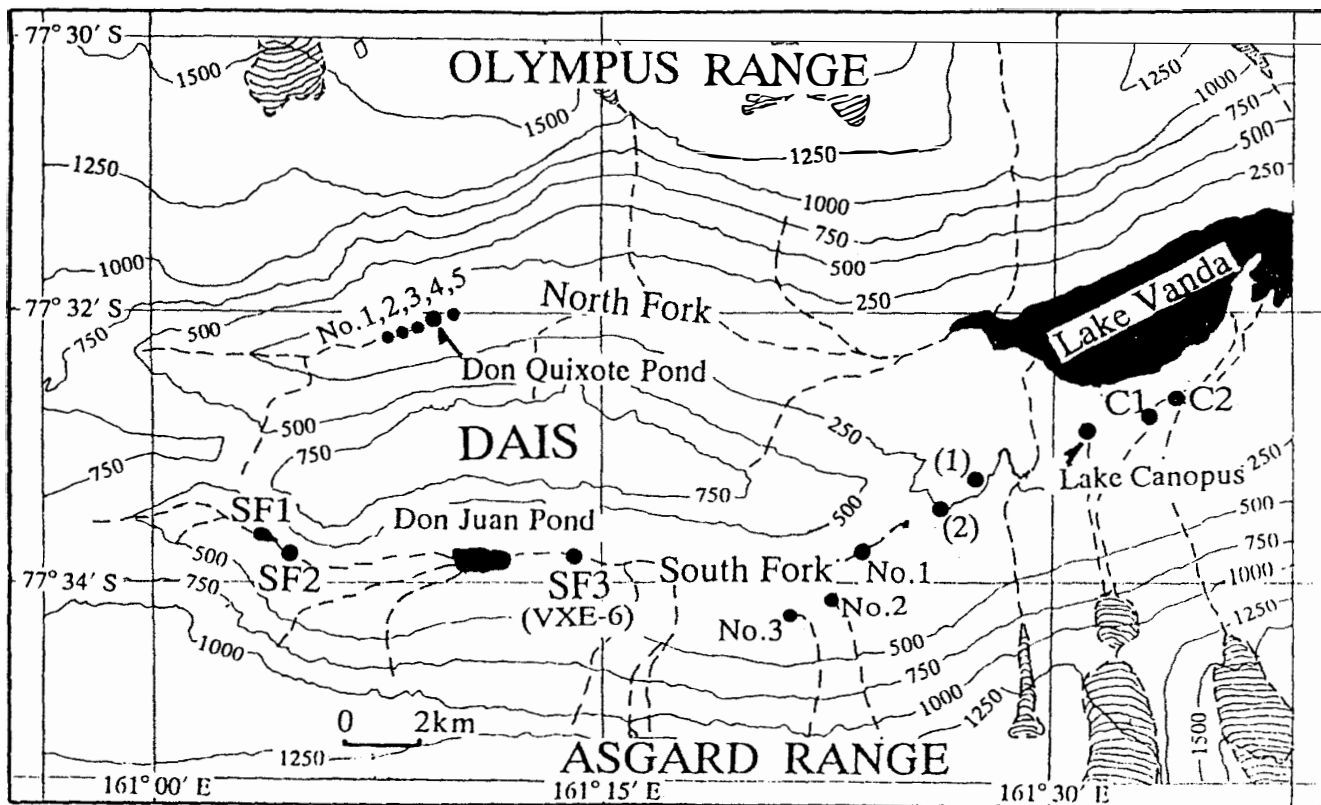 77° 30′ S
1500
OLYMPUS RANGE
1500
1250
1250
1000
750
500
250
1250
1000
750
500
250
1000
77° 32′ S
750
500
No.1,2,3,4,5
North Fork
Don Quixote Pond
Lake Vanda
C1
C2
500
750
750
DAIS
250
750
500
(1)
(2)
Lake Canopus
250
500
750
1000
1250
SF1
SF2
Don Juan Pond
SF3
(VXE-6)
South Fork
No.1
No.2
No.3
77° 34′ S
500
750
1000
500
750
1000
1250
1500
0 2km
1250
ASGARD RANGE
161° 00′ E
161° 15′ E
161° 30′ E